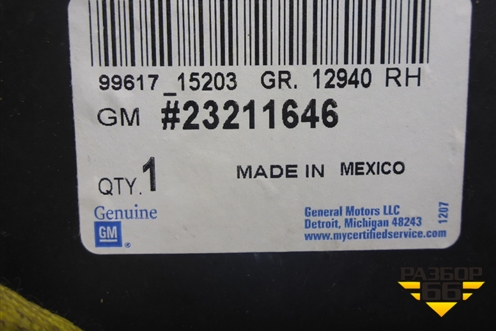 99617_15203 GR. 12940 RH
GM #23211646
QTY. 1 MADE IN MEXICO
Genuine
GM
General Motors LLC
Detroit, Michigan 48243
www.mycertifiedservice.com
1207
РАЗБОР
66